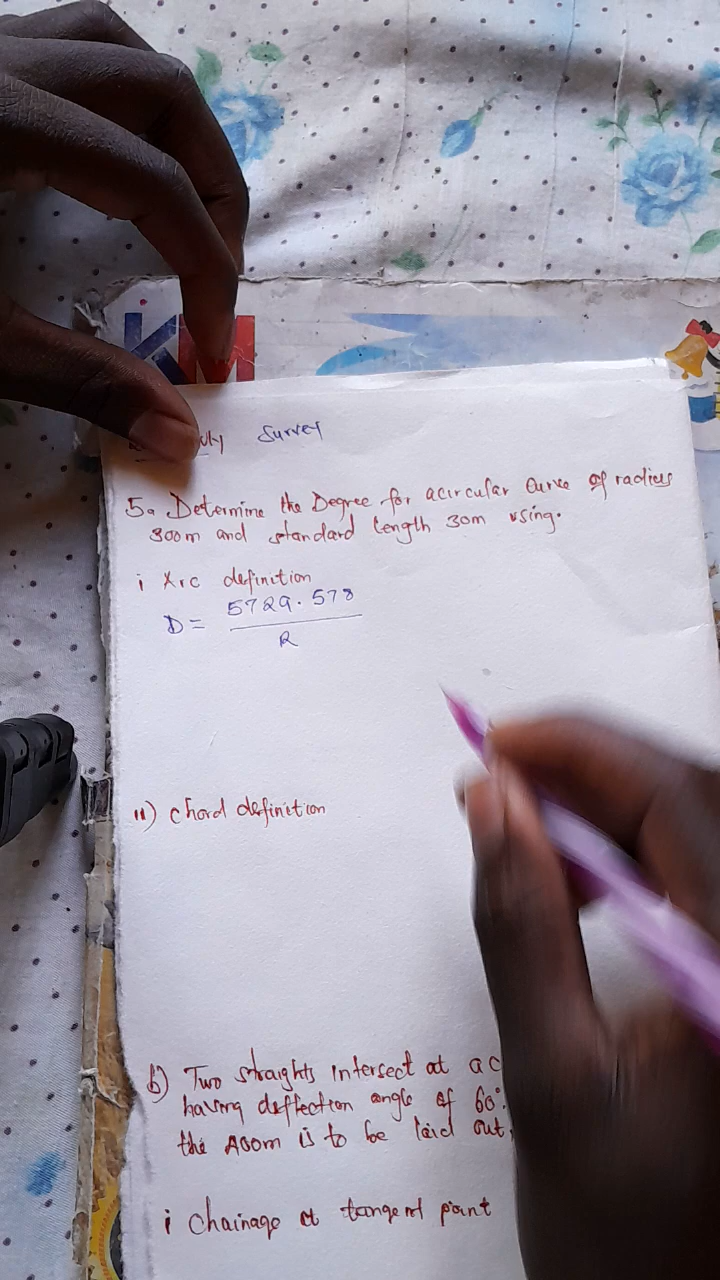 KM
Survey
5a Determine the Degree for a circular Curve of radius
300m and standard length 30m using.
i Arc definition
D = 5729.578
R
ii) chord definition
b) Two straights intersect at a c
having deflection angle of 60°
the 400m is to be laid out,
i chainage at tangent point